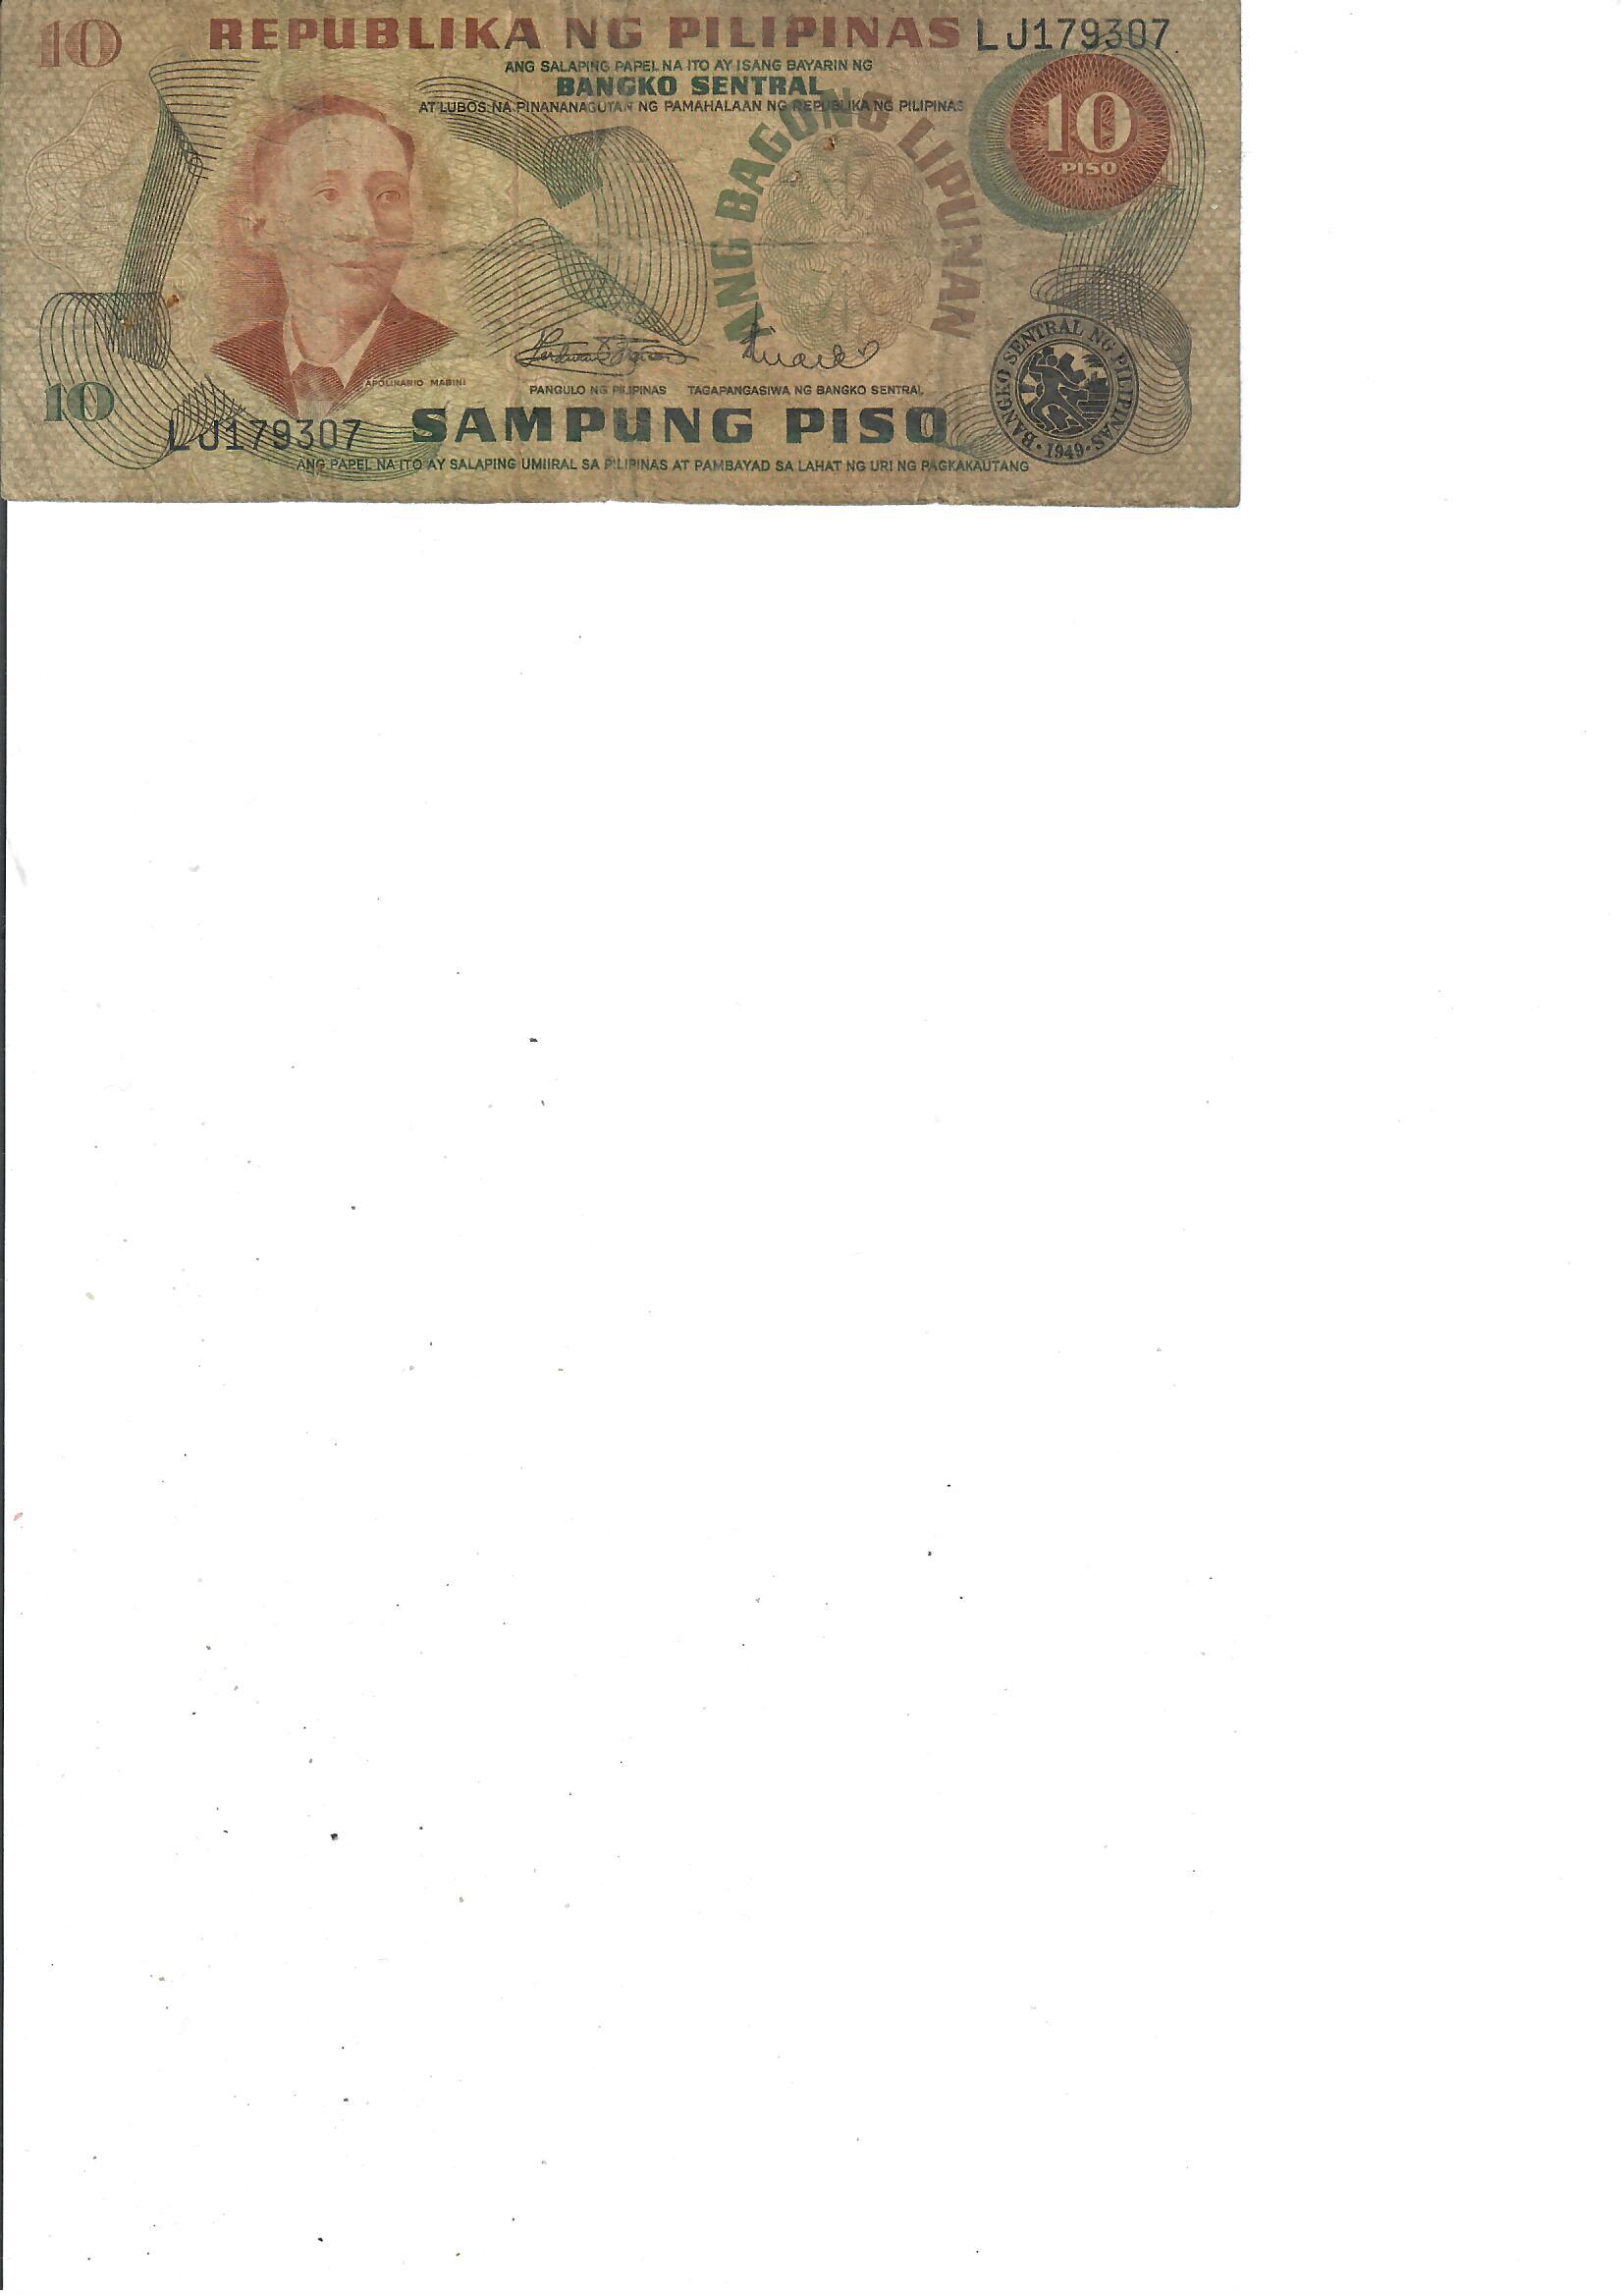 10 REPUBLIKA NG PILIPINAS LJ179307
ANG SALAPING PAPEL NA ITO AY ISANG BAYARIN NG
BANGKO SENTRAL
AT LUBOS NA PINANANAGUTAN NG PAMAHALAAN NG REPUBLIKA NG PILIPINAS
10
PISO
ANG BAGONG LIPUNAN
APOLINARIO MABINI
PANGULO NG PILIPINAS TAGAPANGASIWA NG BANGKO SENTRAL
BANGKO SENTRAL NG PILIPINAS
1949
10
LJ179307 SAMPUNG PISO
ANG PAPEL NA ITO AY SALAPING UMIIRAL SA PILIPINAS AT PAMBAYAD SA LAHAT NG URI NG PAGKAKAUTANG